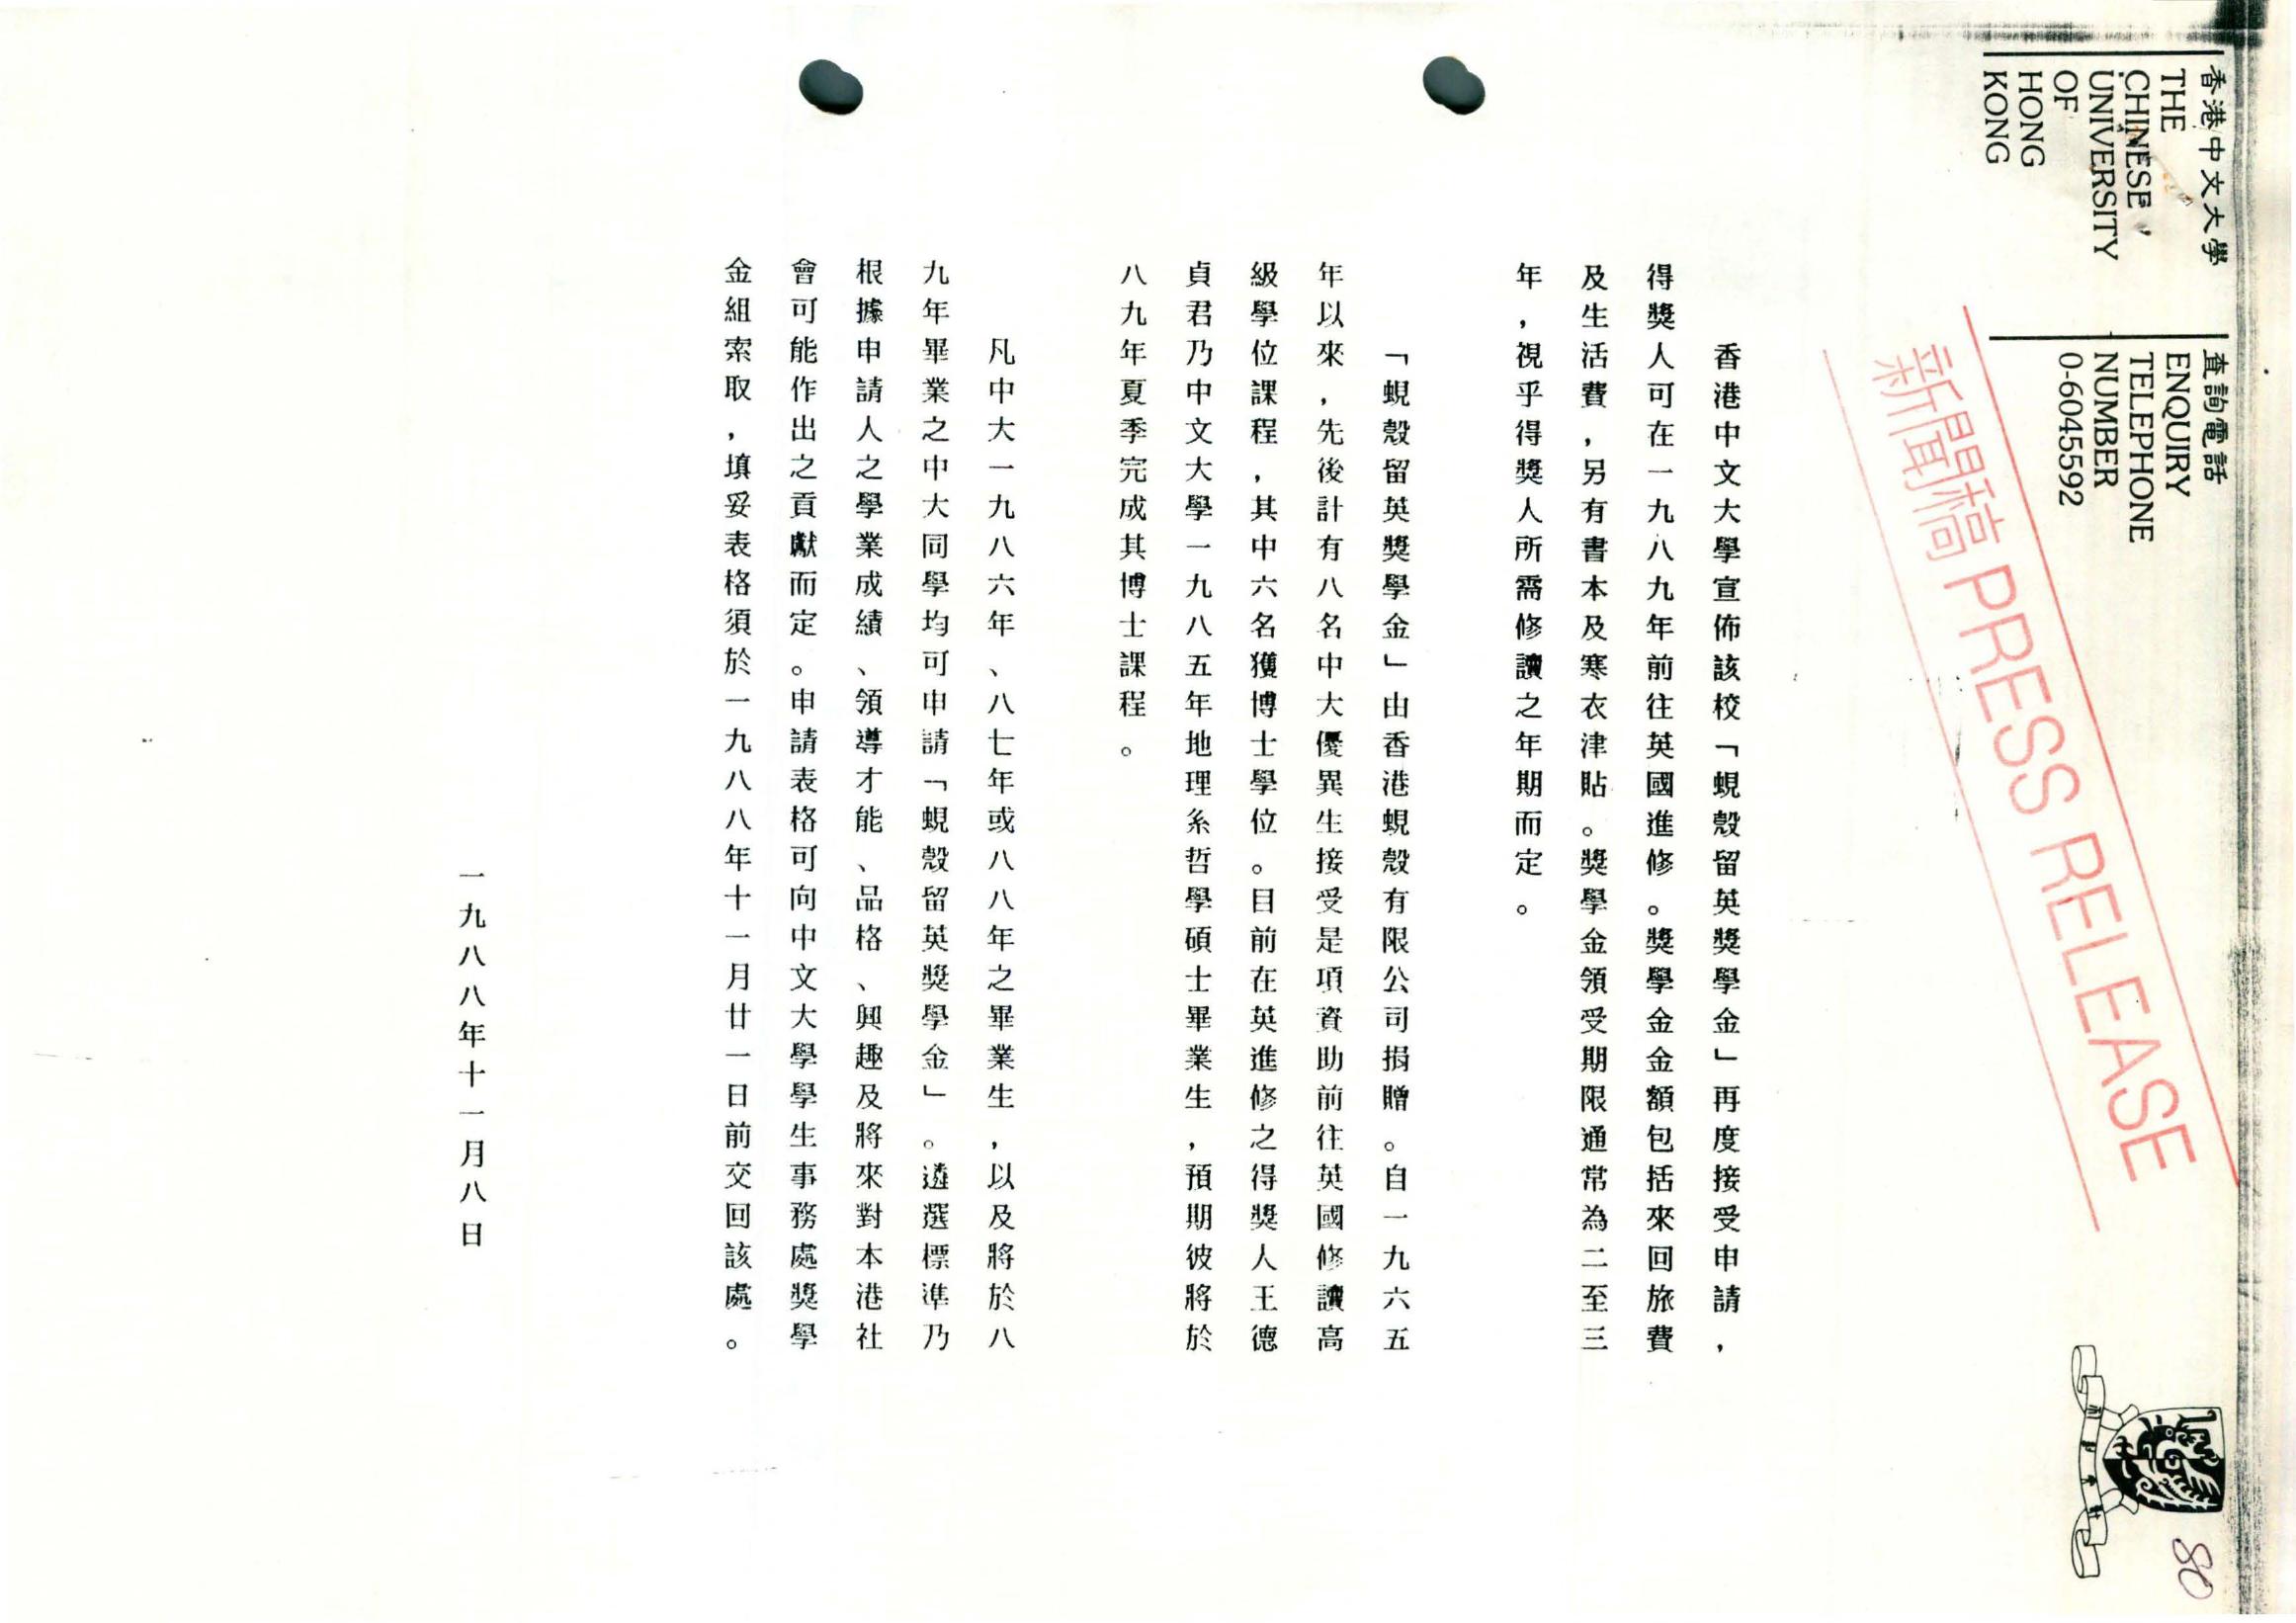 香港中文大學
THE
CHINESE
UNIVERSITY
OF
HONG
KONG
查詢電話
ENQUIRY
TELEPHONE
NUMBER
0-6045592
新聞稿 PRESS RELEASE
80
香港中文大學宣佈該校「蜆殼留英獎學金」再度接受申請，
得獎人可在一九八九年前往英國進修。獎學金金額包括來回旅費
及生活費，另有書本及寒衣津貼。獎學金領受期限通常為二至三
年，視乎得獎人所需修讀之年期而定。
「蜆殼留英獎學金」由香港蜆殼有限公司捐贈。自一九六五
年以來，先後計有八名中大優異生接受是項資助前往英國修讀高
級學位課程，其中六名獲博士學位。目前在英進修之得獎人王德
貞君乃中文大學一九八五年地理系哲學碩士畢業生，預期彼將於
八九年夏季完成其博士課程。
凡中大一九八六年、八七年或八八年之畢業生，以及將於八
九年畢業之中大同學均可申請「蜆殼留英獎學金」。遴選標準乃
根據申請人之學業成績、領導才能、品格、興趣及將來對本港社
會可能作出之貢獻而定。申請表格可向中文大學學生事務處獎學
金組索取，填妥表格須於一九八八年十一月廿一日前交回該處。
一九八八年十一月八日